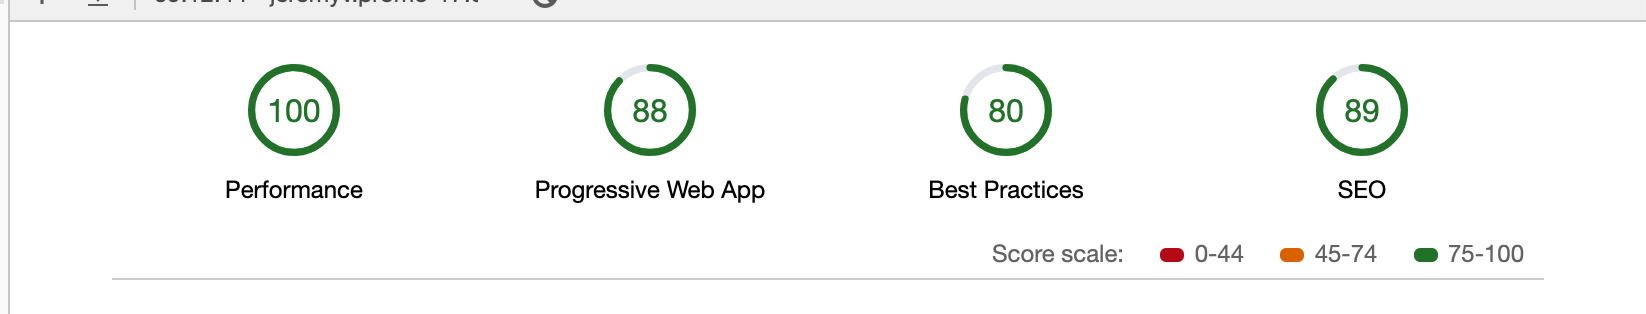 100
88
80
89
Performance
Progressive Web App
Best Practices
SEO
Score scale: 0-44 45-74 75-100